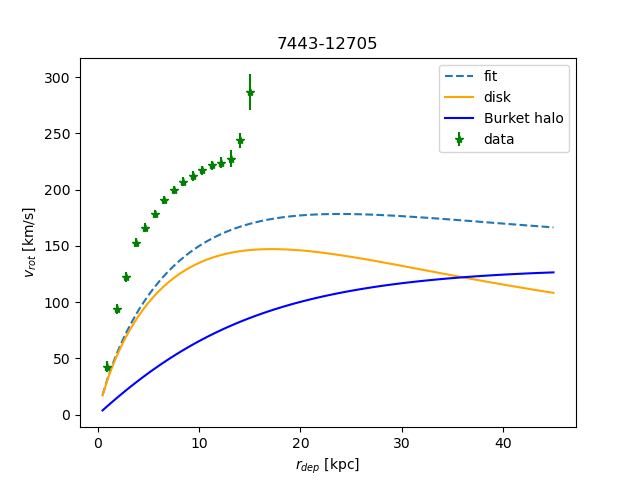 7443-12705
300
250
200
150
100
50
0
v_rot [km/s]
fit
disk
Burket halo
data
0 10 20 30 40
r_dep [kpc]